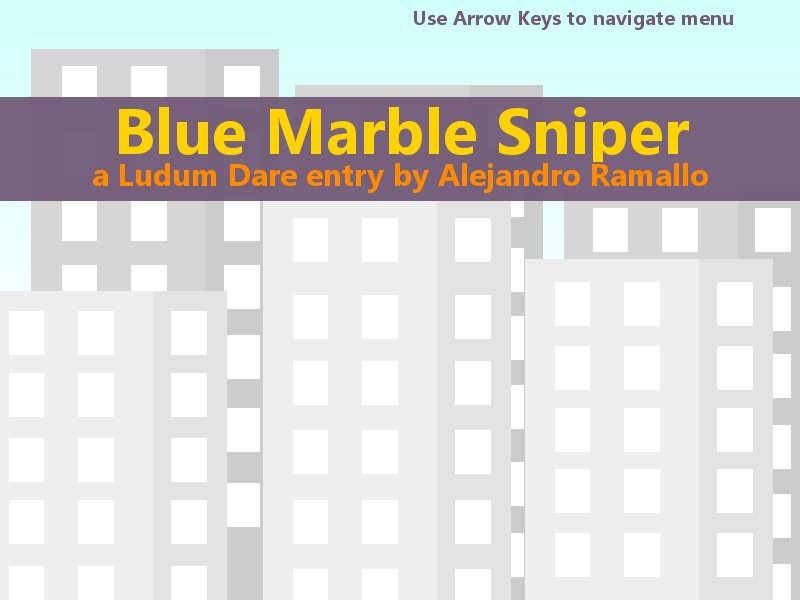 Use Arrow Keys to navigate menu
Blue Marble Sniper
a Ludum Dare entry by Alejandro Ramallo